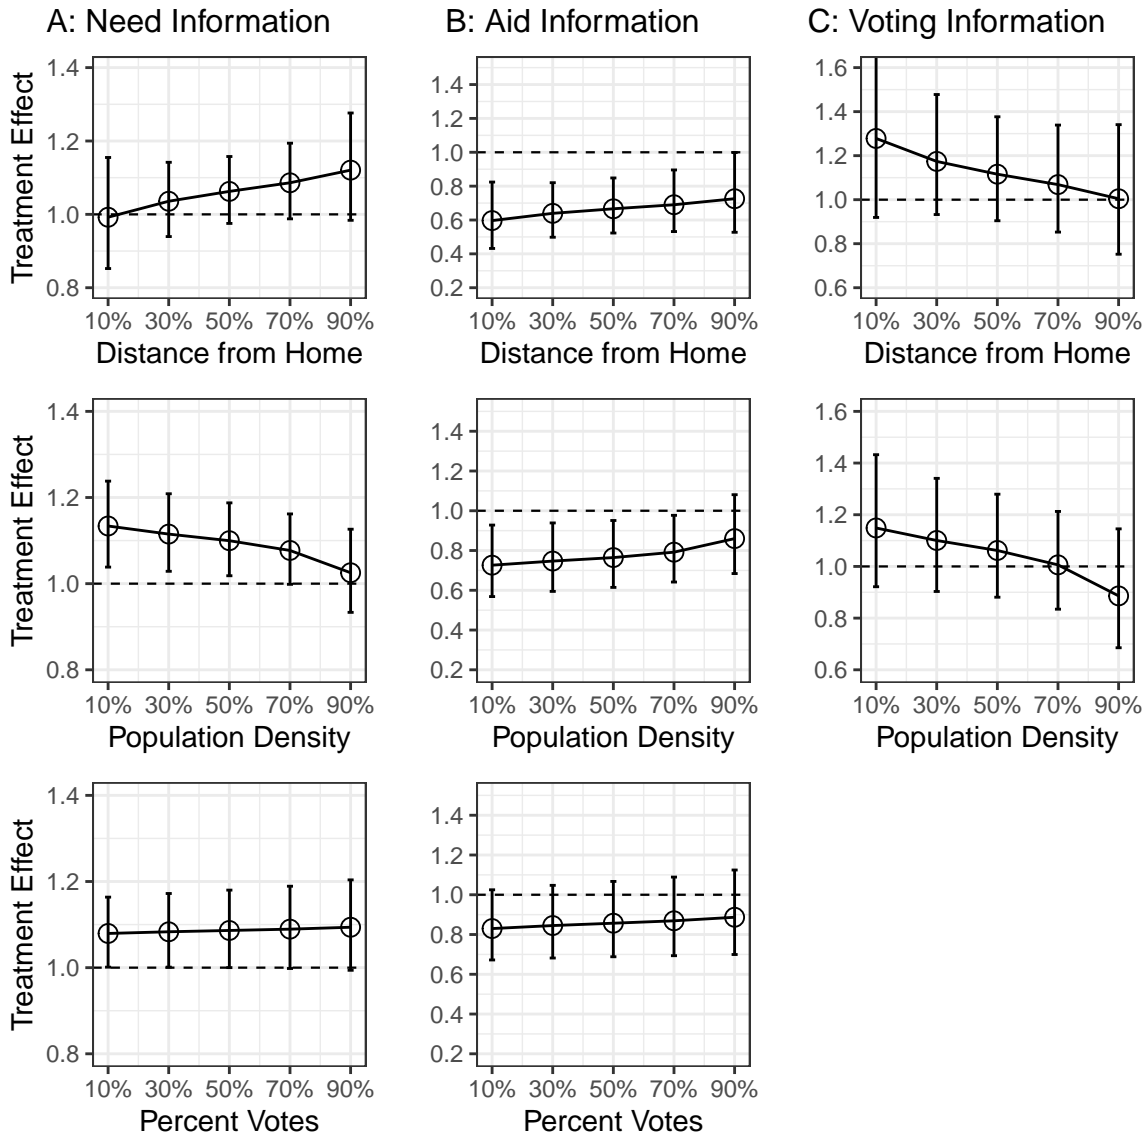 A: Need Information
B: Aid Information
C: Voting Information
Treatment Effect
1.4
1.2
1.0
0.8
10% 30% 50% 70% 90%
Distance from Home
1.4
1.2
1.0
0.8
0.6
0.4
0.2
10% 30% 50% 70% 90%
Distance from Home
1.6
1.4
1.2
1.0
0.8
0.6
10% 30% 50% 70% 90%
Distance from Home
Treatment Effect
1.4
1.2
1.0
0.8
10% 30% 50% 70% 90%
Population Density
1.4
1.2
1.0
0.8
0.6
0.4
0.2
10% 30% 50% 70% 90%
Population Density
1.6
1.4
1.2
1.0
0.8
0.6
10% 30% 50% 70% 90%
Population Density
Treatment Effect
1.4
1.2
1.0
0.8
10% 30% 50% 70% 90%
Percent Votes
1.4
1.2
1.0
0.8
0.6
0.4
0.2
10% 30% 50% 70% 90%
Percent Votes